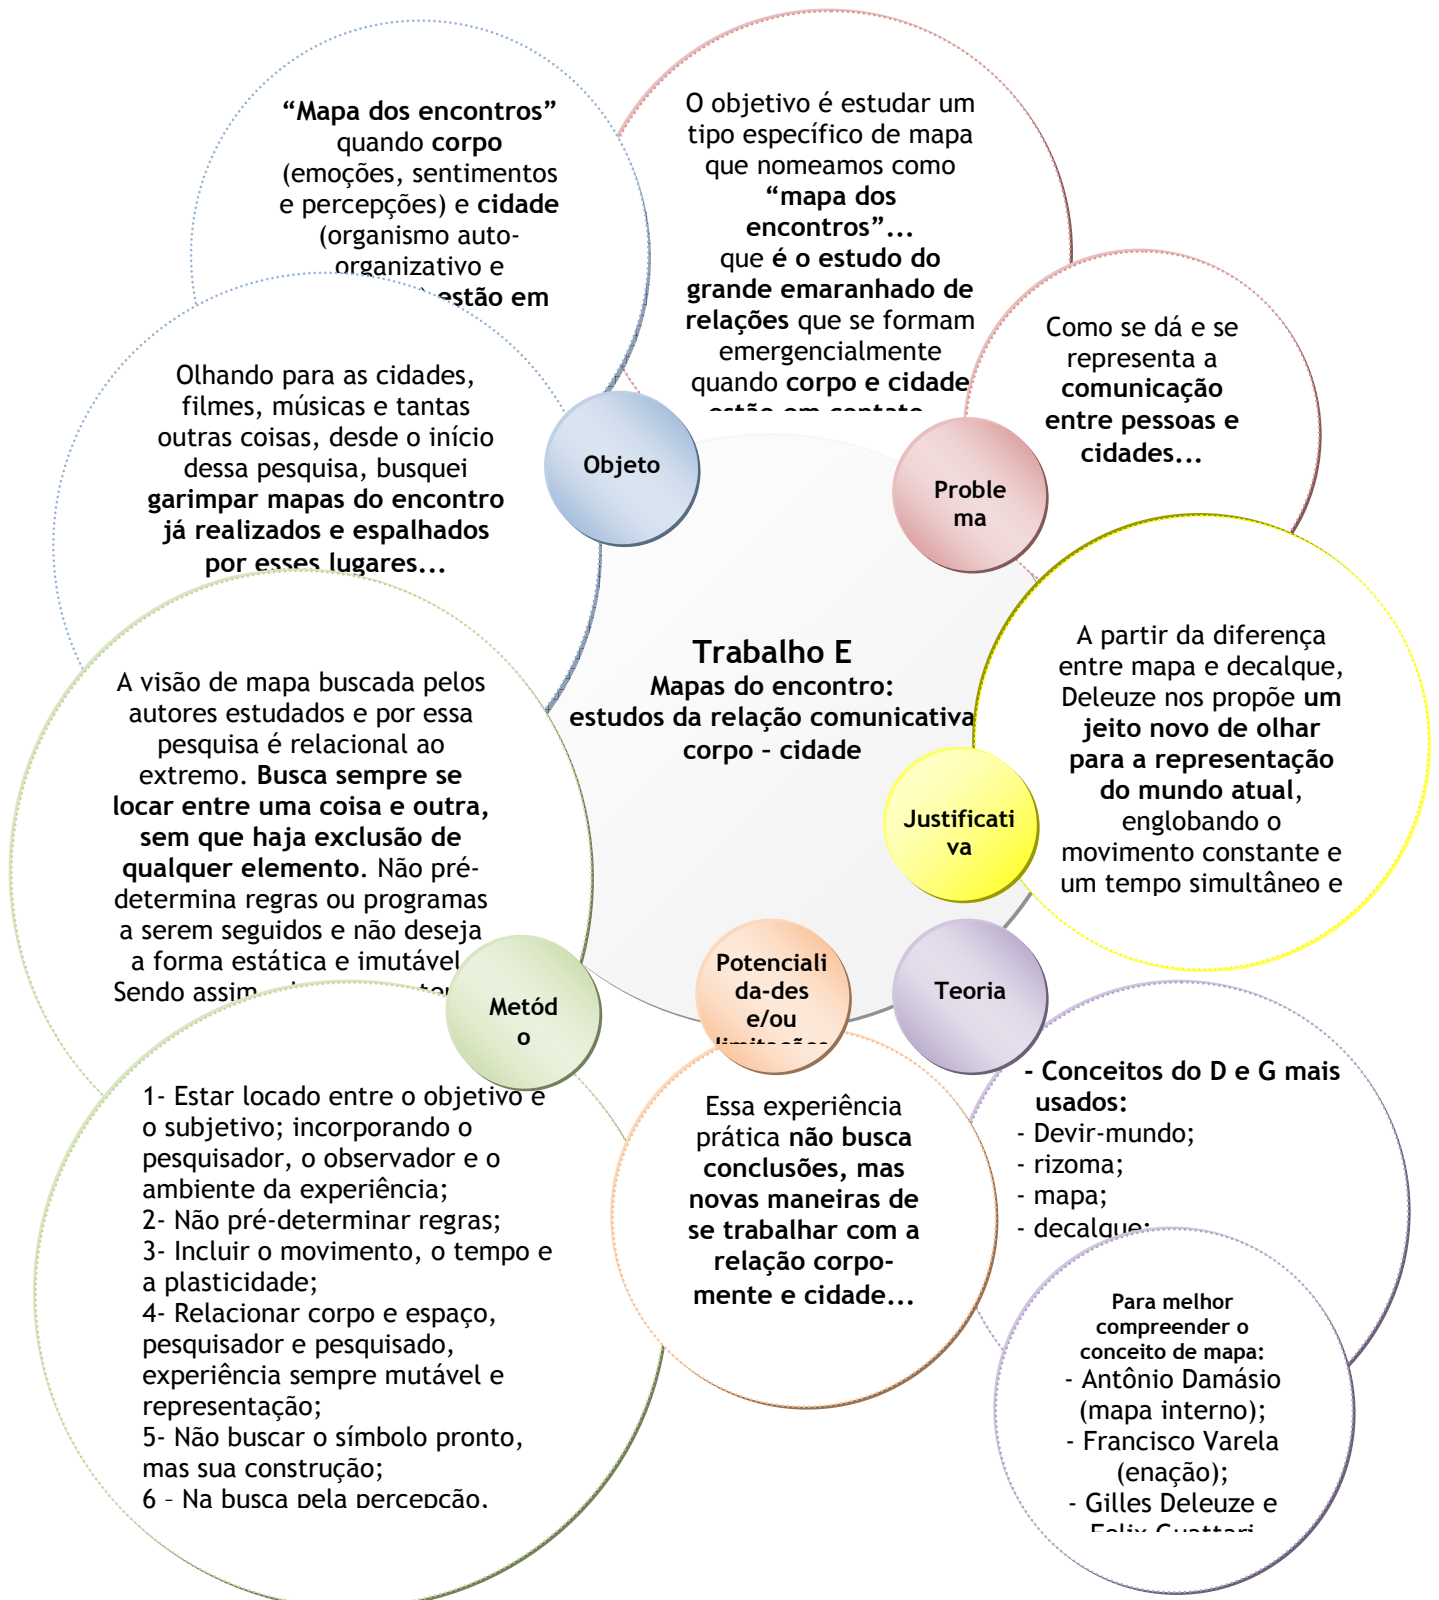 “Mapa dos encontros”
quando corpo
(emoções, sentimentos
e percepções) e cidade
(organismo auto-
organizativo e
estão em
O objetivo é estudar um
tipo específico de mapa
que nomeamos como
“mapa dos
encontros”...
que é o estudo do
grande emaranhado de
relações que se formam
emergencialmente
quando corpo e cidade
estão em contato
Como se dá e se
representa a
comunicação
entre pessoas e
cidades...
Olhando para as cidades,
filmes, músicas e tantas
outras coisas, desde o início
dessa pesquisa, busquei
garimpar mapas do encontro
já realizados e espalhados
por esses lugares...
Objeto
Proble
ma
Trabalho E
Mapas do encontro:
estudos da relação comunicativa
corpo - cidade
A partir da diferença
entre mapa e decalque,
Deleuze nos propõe um
jeito novo de olhar
para a representação
do mundo atual,
englobando o
movimento constante e
um tempo simultâneo e
Justificati
va
A visão de mapa buscada pelos
autores estudados e por essa
pesquisa é relacional ao
extremo. Busca sempre se
locar entre uma coisa e outra,
sem que haja exclusão de
qualquer elemento. Não pré-
determina regras ou programas
a serem seguidos e não deseja
a forma estática e imutável
Sendo assim
Metód
o
Potenciali
da-des
e/ou
limitações
Teoria
1- Estar locado entre o objetivo e
o subjetivo; incorporando o
pesquisador, o observador e o
ambiente da experiência;
2- Não pré-determinar regras;
3- Incluir o movimento, o tempo e
a plasticidade;
4- Relacionar corpo e espaço,
pesquisador e pesquisado,
experiência sempre mutável e
representação;
5- Não buscar o símbolo pronto,
mas sua construção;
6 – Na busca pela percepção,
Essa experiência
prática não busca
conclusões, mas
novas maneiras de
se trabalhar com a
relação corpo-
mente e cidade...
- Conceitos do D e G mais
usados:
- Devir-mundo;
- rizoma;
- mapa;
- decalque;
Para melhor
compreender o
conceito de mapa:
- Antônio Damásio
(mapa interno);
- Francisco Varela
(enação);
- Gilles Deleuze e
Felix Guattari